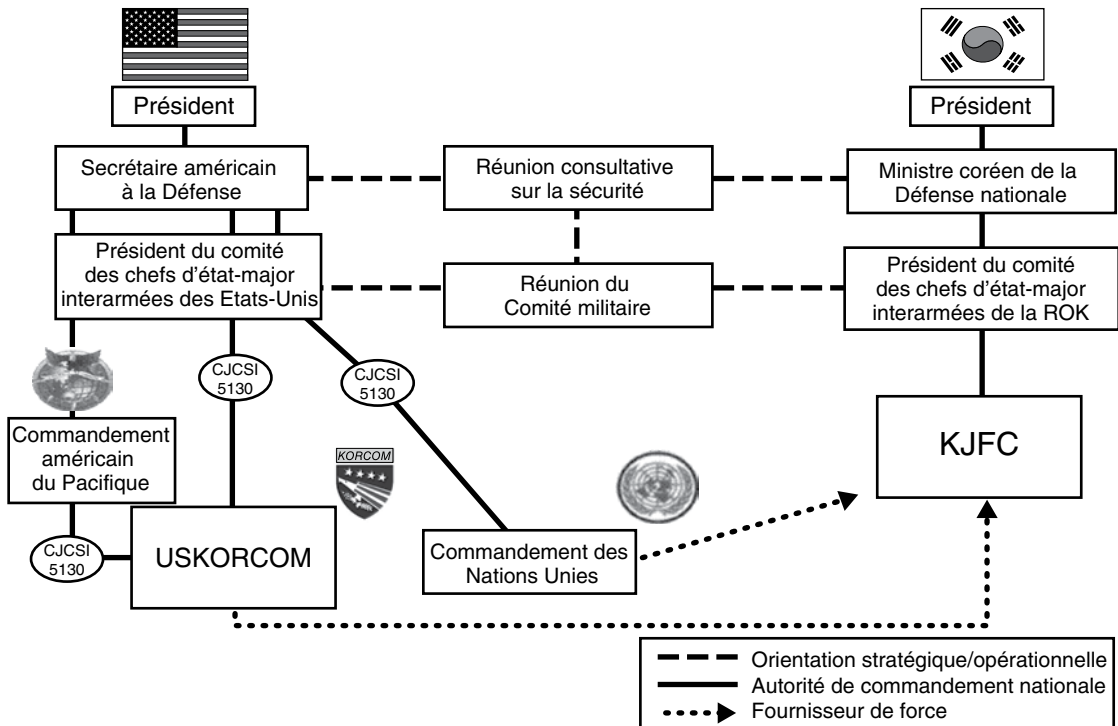 Président
Président
Secrétaire américain
à la Défense
Réunion consultative
sur la sécurité
Ministre coréen de la
Défense nationale
Président du comité
des chefs d'état-major
interarmées des Etats-Unis
Réunion du
Comité militaire
Président du comité
des chefs d'état-major
interarmées de la ROK
CJCSI
5130
CJCSI
5130
Commandement
américain
du Pacifique
KORCOM
KJFC
CJCSI
5130
USKORCOM
Commandement des
Nations Unies
Orientation stratégique/opérationnelle
Autorité de commandement nationale
Fournisseur de force